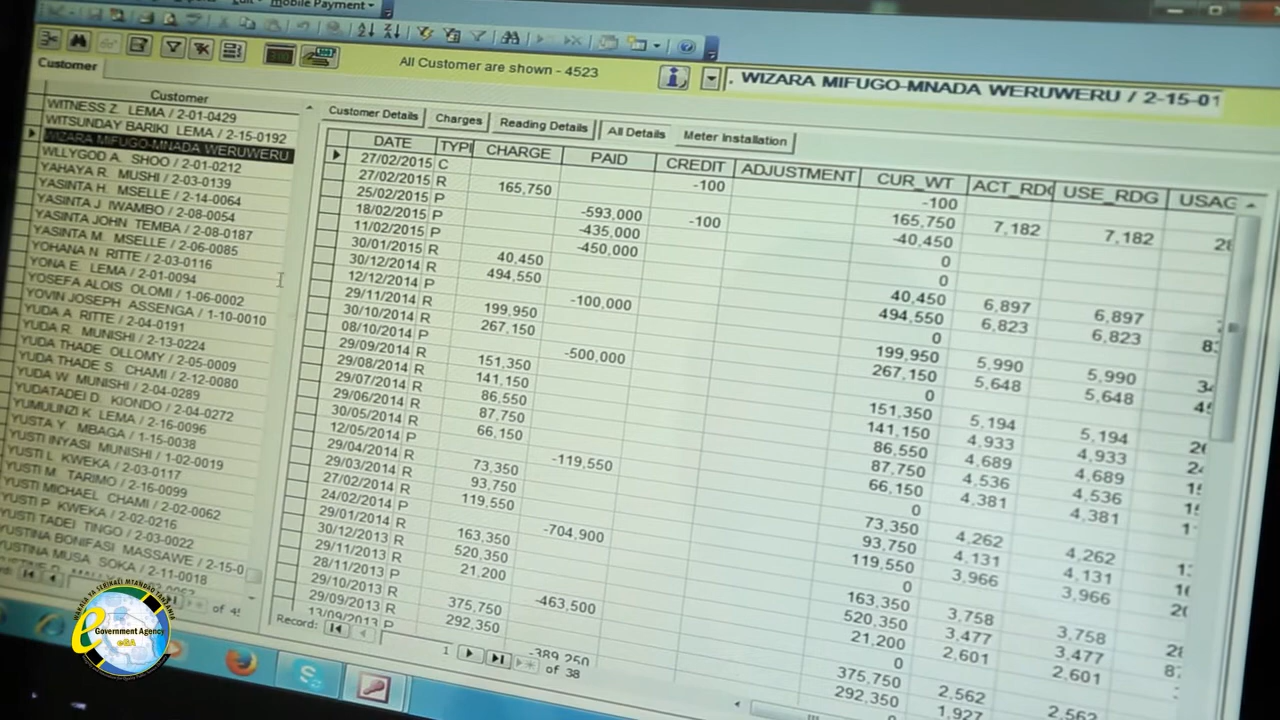 Mobile Payment
All Customer are shown - 4523
. WIZARA MIFUGO-MNADA WERUWERU / 2-15-01
Customer
Customer
WITNESS Z. LEMA / 2-01-0429
WITSUNDAY BARIKI LEMA / 2-15-0192
WIZARA MIFUGO-MNADA WERUWERU
WLLYGOD A. SHOO / 2-01-0212
YAHAYA R. MUSHI / 2-03-0139
YASINTA H. MSELLE / 2-14-0064
YASINTA J IWAMBO / 2-08-0054
YASINTA JOHN TEMBA / 2-08-0187
YASINTA M. MSELLE / 2-06-0085
YOHANA N RITTE / 2-03-0116
YONA E. LEMA / 2-01-0094
YOSEFA ALOIS OLOMI / 1-06-0002
YOVIN JOSEPH ASSENGA / 1-10-0010
YUDA A RITTE / 2-04-0191
YUDA R. MUNISHI / 2-13-0224
YUDA THADE OLLOMY / 2-05-0009
YUDA THADE S. CHAMI / 2-12-0080
YUDA W MUNISHI / 2-04-0289
YUDATADEI D. KIONDO / 2-04-0272
YUMULINZI K LEMA / 2-16-0096
YUSTA Y MBAGA / 1-15-0038
YUSTI INYASI MUNISHI / 1-02-0019
YUSTI L KWEKA / 2-03-0117
YUSTI M. TARIMO / 2-16-0099
YUSTI MICHAEL CHAMI / 2-02-0062
YUSTI P. KWEKA / 2-02-0216
YUSTI TADEI TINGO / 2-03-0022
YUSTINA BONIFASI MASSAWE / 2-15-0
YUSTINA MUSA SOKA / 2-11-0018
of 45
Customer Details Charges Reading Details All Details Meter Installation
DATE TYPE CHARGE PAID CREDIT ADJUSTMENT CUR_WT ACT_RDG USE_RDG USAG
27/02/2015 C -100 -100
27/02/2015 R 165,750 165,750 7,182 7,182 28
25/02/2015 P -593,000 -100 -40,450
18/02/2015 P -435,000 0
11/02/2015 P -450,000 0
30/01/2015 R 40,450 40,450 6,897 6,897
30/12/2014 R 494,550 494,550 6,823 6,823 83
12/12/2014 P -100,000 0
29/11/2014 R 199,950 199,950 5,990 5,990 34
30/10/2014 R 267,150 267,150 5,648 5,648 45
08/10/2014 P -500,000 0
29/09/2014 R 151,350 151,350 5,194 5,194 26
29/08/2014 R 141,150 141,150 4,933 4,933 24
29/07/2014 R 86,550 86,550 4,689 4,689 15
29/06/2014 R 87,750 87,750 4,536 4,536 15
30/05/2014 R 66,150 66,150 4,381 4,381 11
12/05/2014 P -119,550 0
29/04/2014 R 73,350 73,350 4,262 4,262
29/03/2014 R 93,750 93,750 4,131 4,131
27/02/2014 R 119,550 119,550 3,966 3,966
24/02/2014 P -704,900 0
29/01/2014 R 163,350 163,350 3,758 3,758
30/12/2013 R 520,350 520,350 3,477 3,477
29/11/2013 R 21,200 21,200 2,601 2,601
28/11/2013 P -463,500 0
29/10/2013 R 375,750 375,750 2,562 2,562
29/09/2013 R 292,350 292,350 1,927
13/09/2013 P -389,250
Record: 1 of 38
WAKALA YA SERIKALI MTANDAO TANZANIA
e Government Agency
eGA